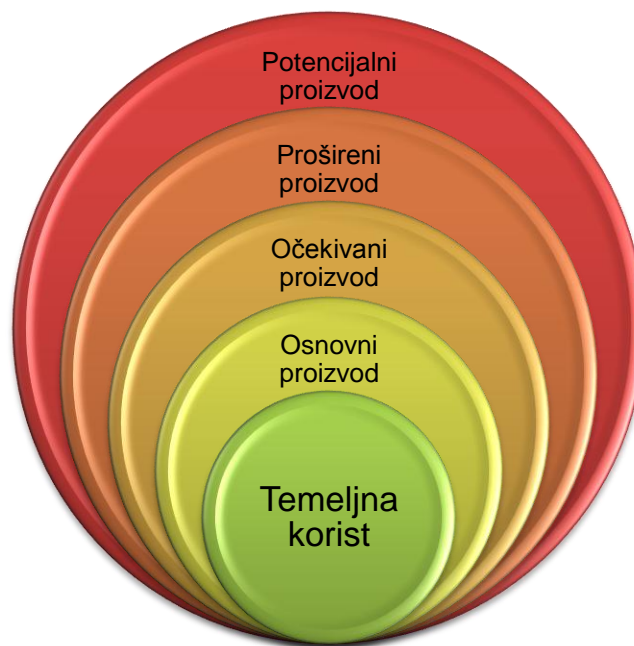 Potencijalni
proizvod
Prošireni
proizvod
Očekivani
proizvod
Osnovni
proizvod
Temeljna
korist